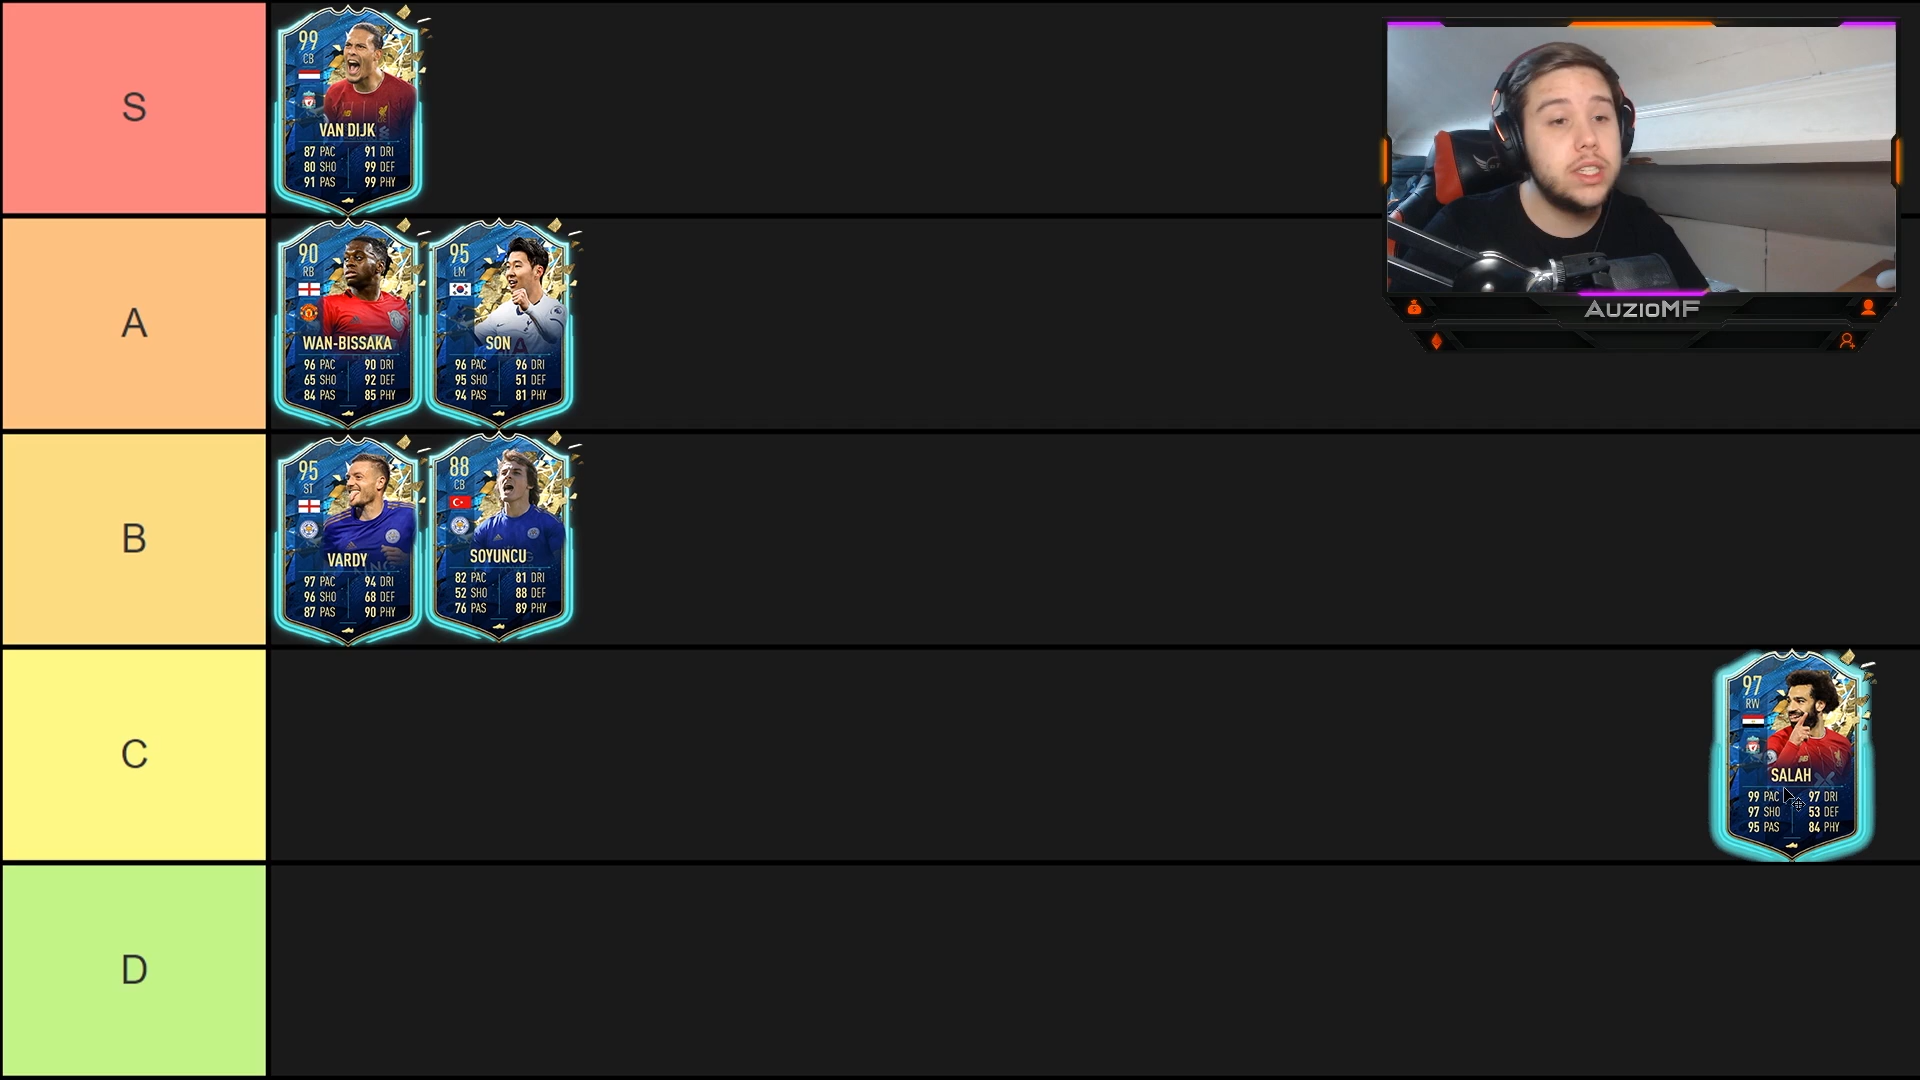 S
99
CB
VAN DIJK
87 PAC 91 DRI
80 SHO 99 DEF
91 PAS 99 PHY
AUZIOMF
A
90
RB
WAN-BISSAKA
96 PAC 90 DRI
65 SHO 92 DEF
84 PAS 85 PHY
95
LM
SON
96 PAC 96 DRI
95 SHO 51 DEF
94 PAS 81 PHY
B
95
ST
VARDY
97 PAC 94 DRI
96 SHO 68 DEF
87 PAS 90 PHY
88
CB
SOYUNCU
82 PAC 81 DRI
52 SHO 88 DEF
76 PAS 89 PHY
C
97
RW
SALAH
99 PAC 97 DRI
97 SHO 53 DEF
95 PAS 84 PHY
D